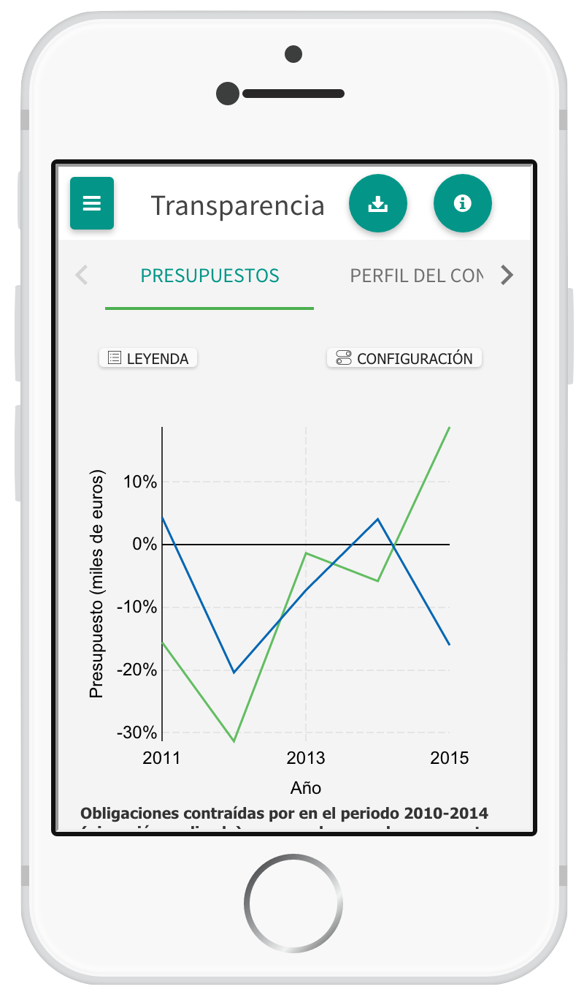 Transparencia
PRESUPUESTOS
PERFIL DEL CON
LEYENDA
CONFIGURACIÓN
Presupuesto (miles de euros)
10%
0%
-10%
-20%
-30%
2011
2013
2015
Año
Obligaciones contraídas por en el periodo 2010-2014